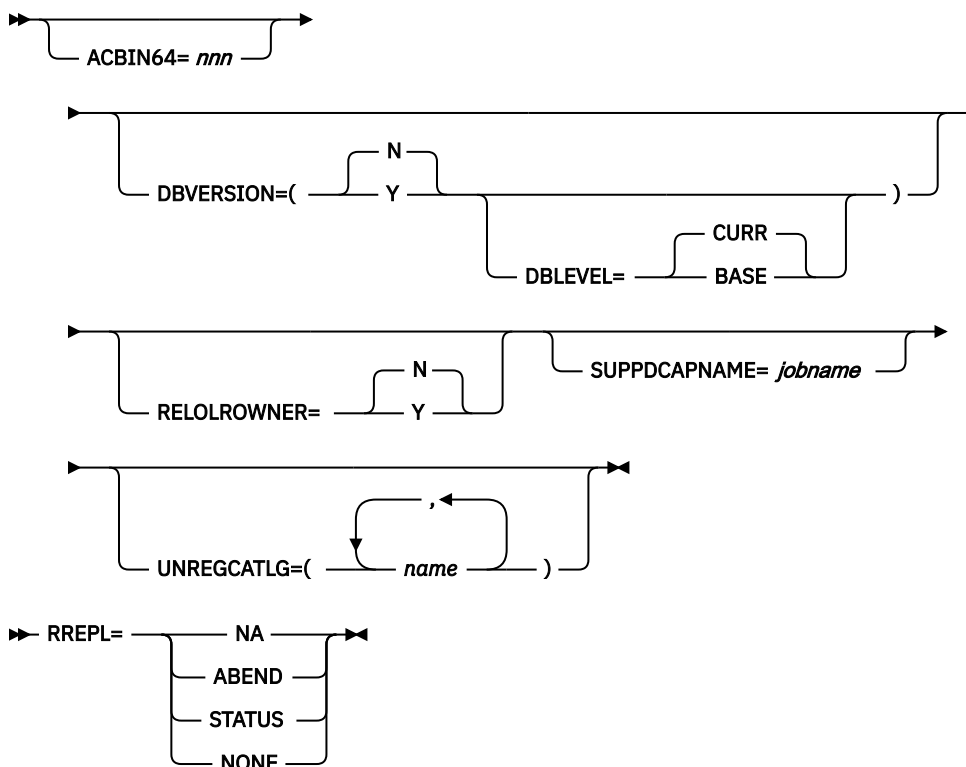 ACBIN64= nnn
DBVERSION=(
N
Y
DBLEVEL=
CURR
BASE
)
RELOLROWNER=
N
Y
SUPPDCAPNAME= jobname
UNREGCATLG=(
,
name
)
RREPL=
NA
ABEND
STATUS
NONE